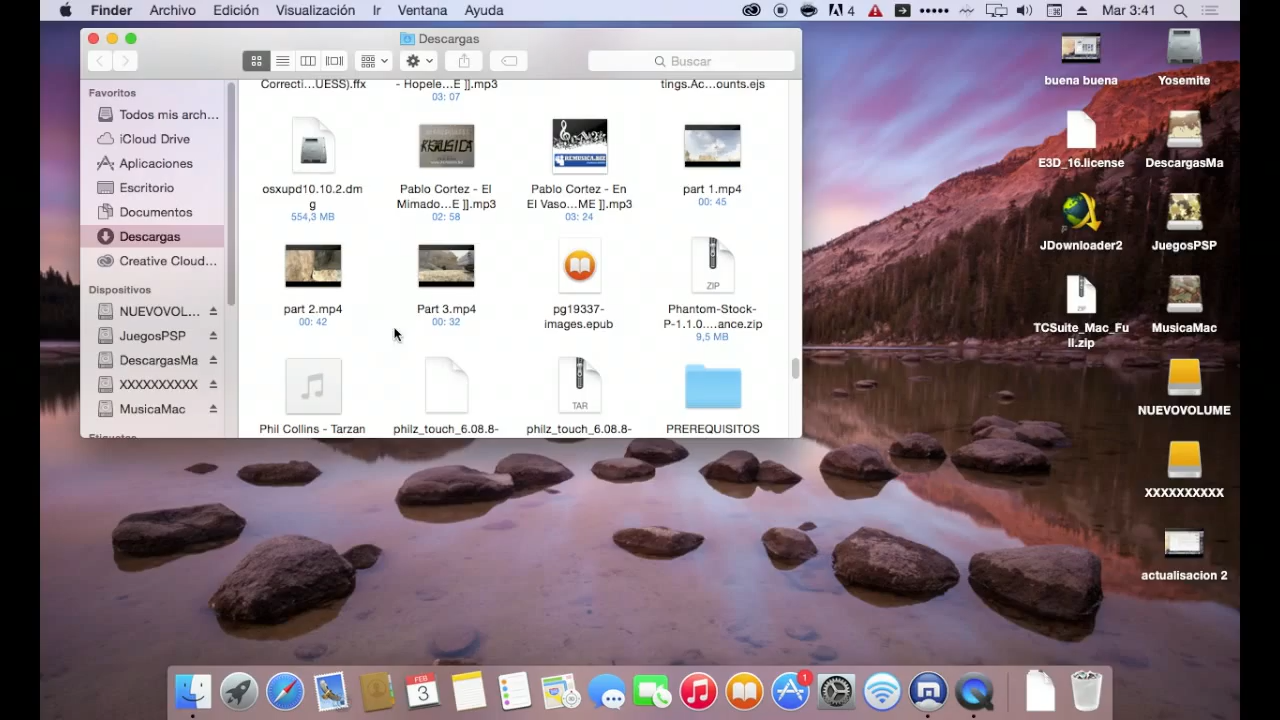 Finder Archivo Edición Visualización Ir Ventana Ayuda 4 Mar 3:41
Descargas
Buscar
Favoritos
Todos mis arch...
iCloud Drive
Aplicaciones
Escritorio
Documentos
Descargas
Creative Cloud...
Dispositivos
NUEVOVOL...
JuegosPSP
DescargasMa
XXXXXXXXXX
MusicaMac
Etiquetas
Correcti...UESS).ffx
- Hopele...E ]].mp3
03: 07
tings.Ac...ounts.ejs
osxupd10.10.2.dm
g
554,3 MB
Pablo Cortez - El
Mimado...E ]].mp3
02: 58
Pablo Cortez - En
El Vaso...ME ]].mp3
03: 24
part 1.mp4
00: 45
part 2.mp4
00: 42
Part 3.mp4
00: 32
pg19337-
images.epub
ZIP
Phantom-Stock-
P-1.1.0....ance.zip
9,5 MB
Phil Collins - Tarzan
philz_touch_6.08.8-
TAR
philz_touch_6.08.8-
PREREQUISITOS
buena buena
Yosemite
E3D_16.license
DescargasMa
JDownloader2
JuegosPSP
ZIP
TCSuite_Mac_Fu
ll.zip
MusicaMac
NUEVOVOLUME
XXXXXXXXXX
actualisacion 2
FEB
3
1